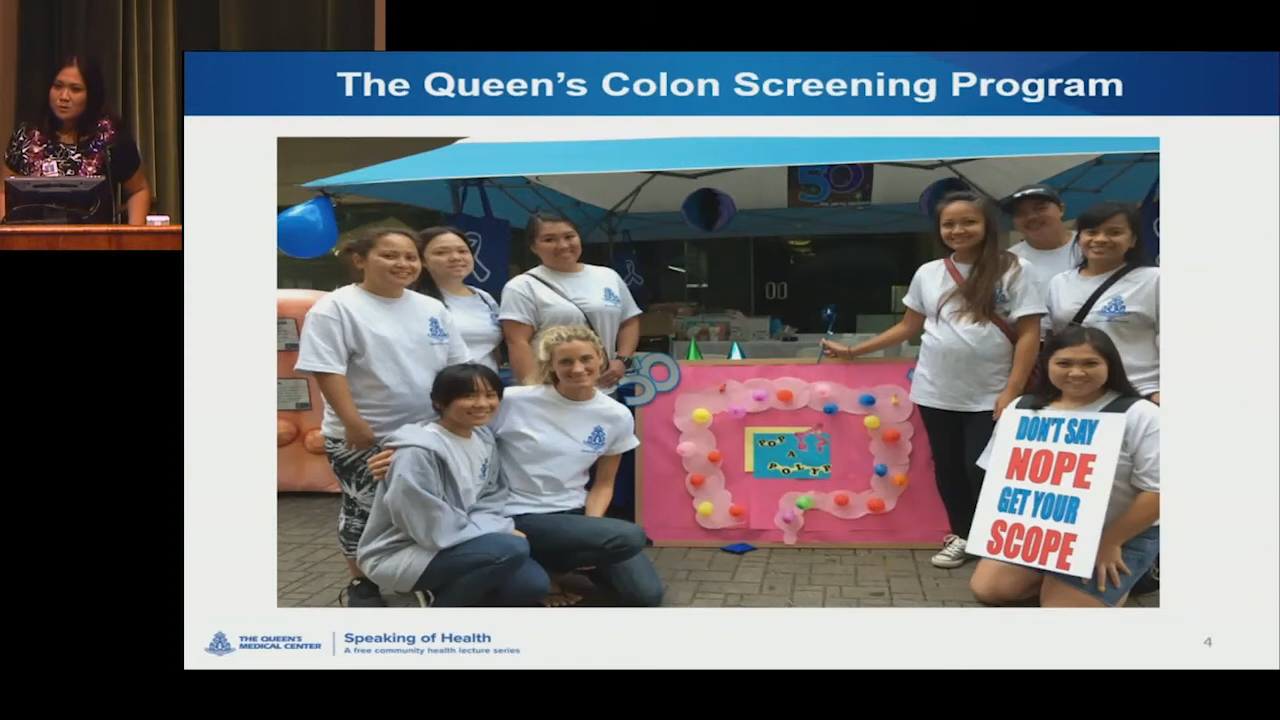 The Queen's Colon Screening Program
50
50
POP
A
POLYP
DON'T SAY
NOPE
GET YOUR
SCOPE
THE QUEEN'S
MEDICAL CENTER
Speaking of Health
A free community health lecture series
4